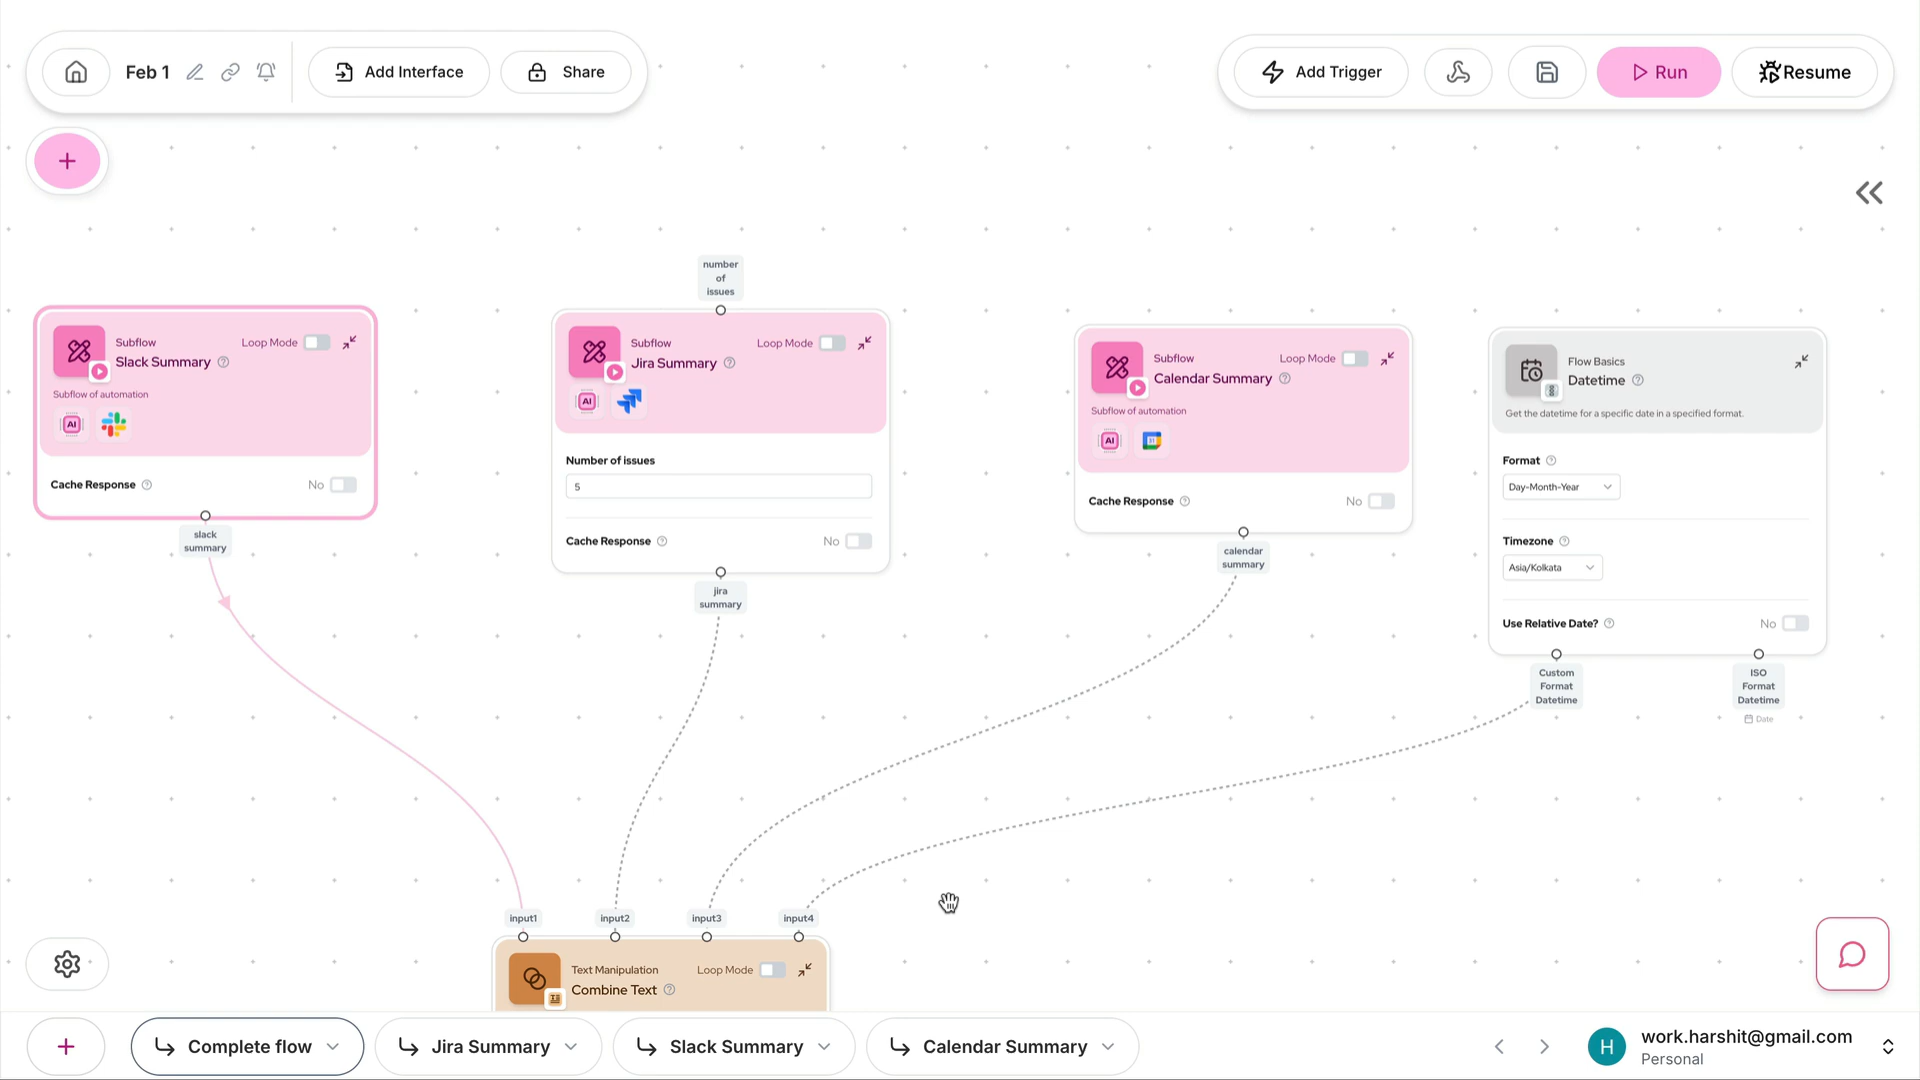 Feb 1
Add Interface
Share
Add Trigger
Run
Resume
number
of
issues
Subflow
Loop Mode
Slack Summary
Subflow of automation
AI
Cache Response
No
slack
summary
Subflow
Loop Mode
Jira Summary
AI
Number of issues
5
Cache Response
No
jira
summary
Subflow
Loop Mode
Calendar Summary
Subflow of automation
AI
31
Cache Response
No
calendar
summary
Flow Basics
Datetime
Get the datetime for a specific date in a specified format.
Format
Day-Month-Year
Timezone
Asia/Kolkata
Use Relative Date?
No
Custom
Format
Datetime
ISO
Format
Datetime
Date
input1
input2
input3
input4
Text Manipulation
Loop Mode
Combine Text
Complete flow
Jira Summary
Slack Summary
Calendar Summary
H
work.harshit@gmail.com
Personal